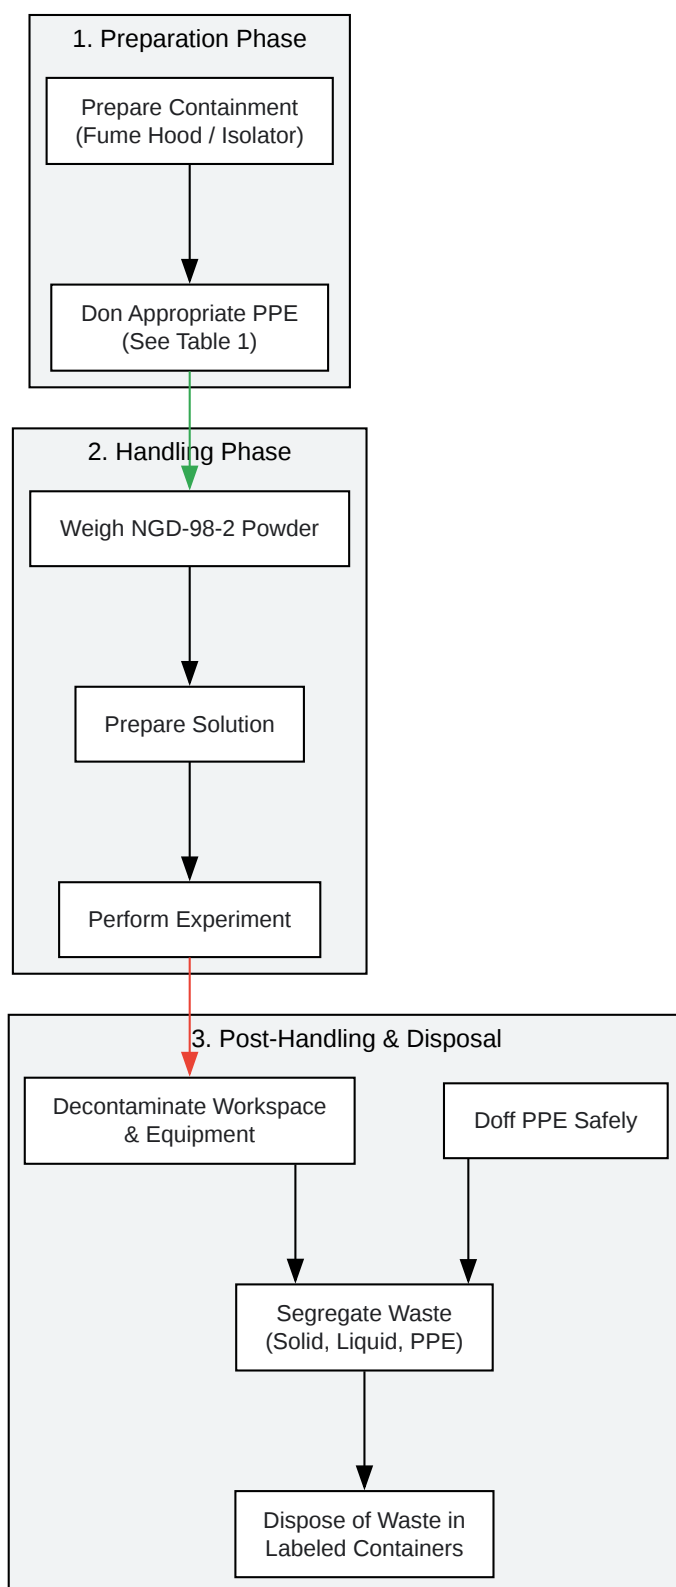 1. Preparation Phase
Prepare Containment
(Fume Hood / Isolator)
Don Appropriate PPE
(See Table 1)
2. Handling Phase
Weigh NGD-98-2 Powder
Prepare Solution
Perform Experiment
3. Post-Handling & Disposal
Decontaminate Workspace
& Equipment
Doff PPE Safely
Segregate Waste
(Solid, Liquid, PPE)
Dispose of Waste in
Labeled Containers